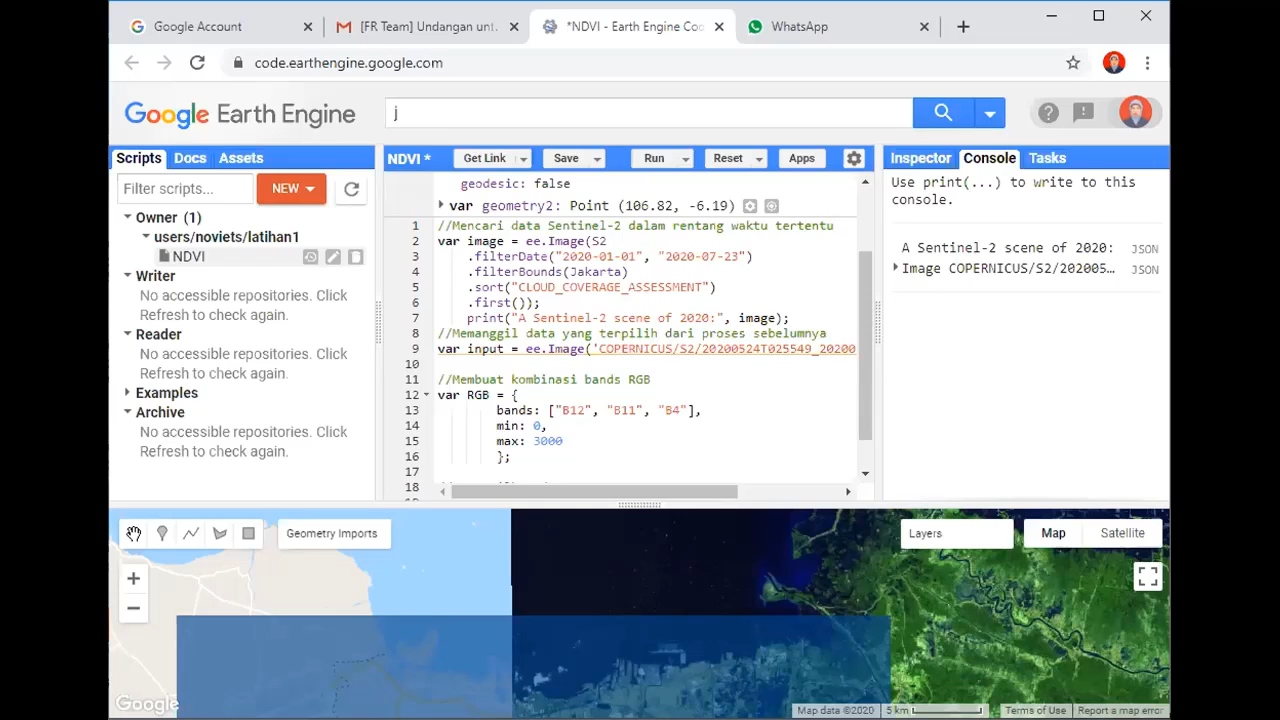 Google Account
[FR Team] Undangan unt
*NDVI - Earth Engine Co
WhatsApp
code.earthengine.google.com
Google Earth Engine
j
Scripts Docs Assets
NDVI * Get Link Save Run Reset Apps
Inspector Console Tasks
Filter scripts...
NEW
Owner (1)
users/noviets/latihan1
NDVI
Writer
No accessible repositories. Click
Refresh to check again.
Reader
No accessible repositories. Click
Refresh to check again.
Examples
Archive
No accessible repositories. Click
Refresh to check again.
geodesic: false
var geometry2: Point (106.82, -6.19)
1 //Mencari data Sentinel-2 dalam rentang waktu tertentu
2 var image = ee.Image(S2
3 .filterDate("2020-01-01", "2020-07-23")
4 .filterBounds(Jakarta)
5 .sort("CLOUD_COVERAGE_ASSESSMENT")
6 .first());
7 print("A Sentinel-2 scene of 2020:", image);
8 //Memanggil data yang terpilih dari proses sebelumnya
9 var input = ee.Image('COPERNICUS/S2/20200524T025549_20200
10
11 //Membuat kombinasi bands RGB
12 var RGB = {
13 bands: ["B12", "B11", "B4"],
14 min: 0,
15 max: 3000
16 };
17
18
Use print(...) to write to this
console.
A Sentinel-2 scene of 2020: JSON
Image COPERNICUS/S2/202005... JSON
Geometry Imports
Layers
Map Satellite
+
−
Google
Map data ©2020 5 km Terms of Use Report a map error